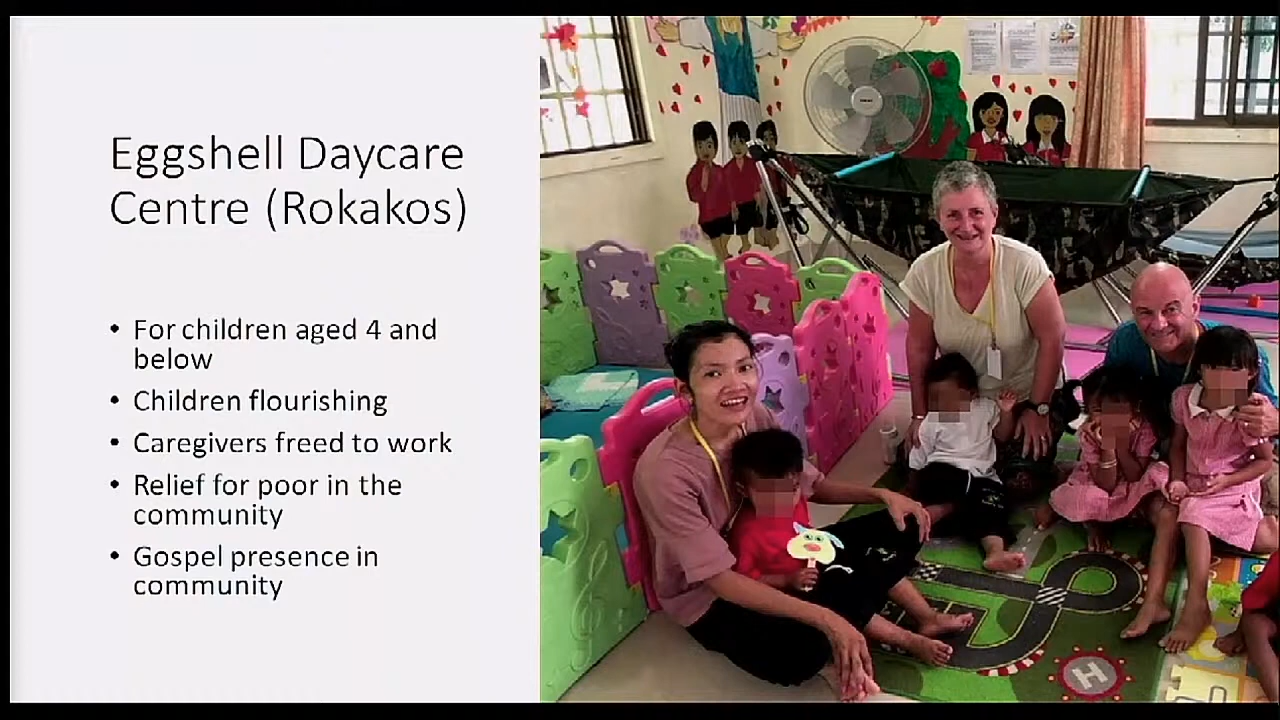 Eggshell Daycare
Centre (Rokakos)
• For children aged 4 and
below
• Children flourishing
• Caregivers freed to work
• Relief for poor in the
community
• Gospel presence in
community
H